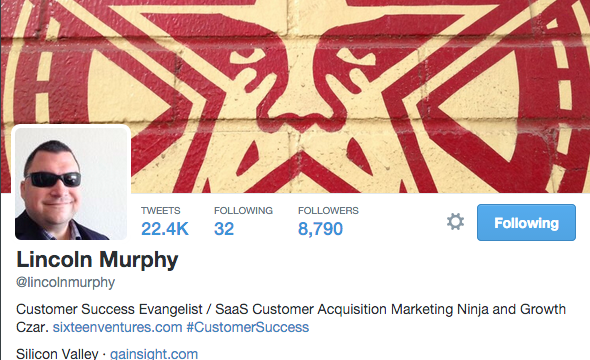 TWEETS FOLLOWING FOLLOWERS
22.4K 32 8,790
Following
Lincoln Murphy
@lincolnmurphy
Customer Success Evangelist / SaaS Customer Acquisition Marketing Ninja and Growth
Czar. sixteenventures.com #CustomerSuccess
Silicon Valley · gainsight.com